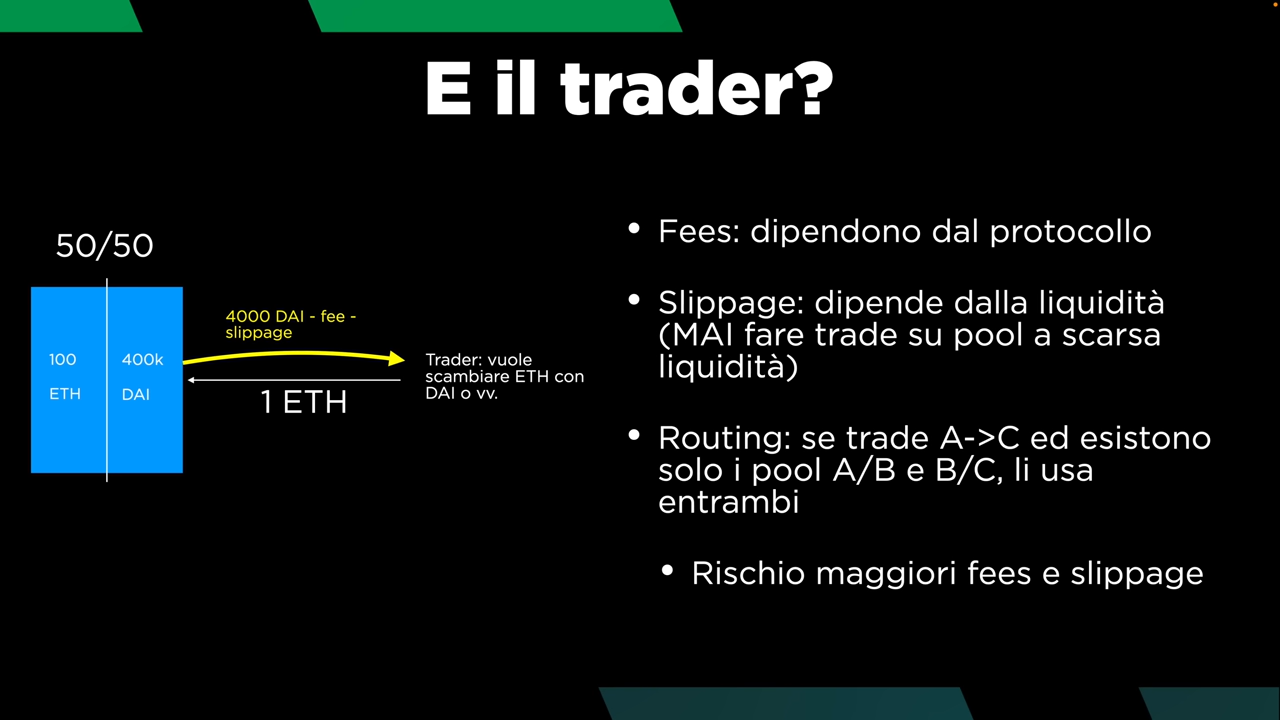 E il trader?
50/50
100
ETH
400k
DAI
4000 DAI - fee -
slippage
1 ETH
Trader: vuole
scambiare ETH con
DAI o vv.
• Fees: dipendono dal protocollo
• Slippage: dipende dalla liquidità
(MAI fare trade su pool a scarsa
liquidità)
• Routing: se trade A->C ed esistono
solo i pool A/B e B/C, li usa
entrambi
• Rischio maggiori fees e slippage